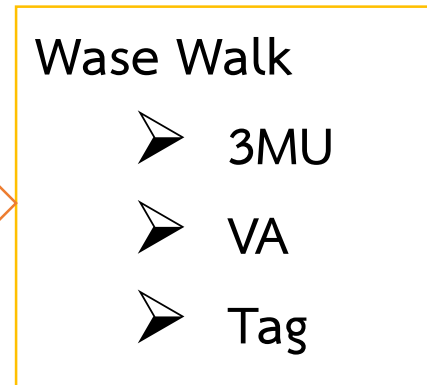 Wase Walk
➢ 3MU
➢ VA
➢ Tag